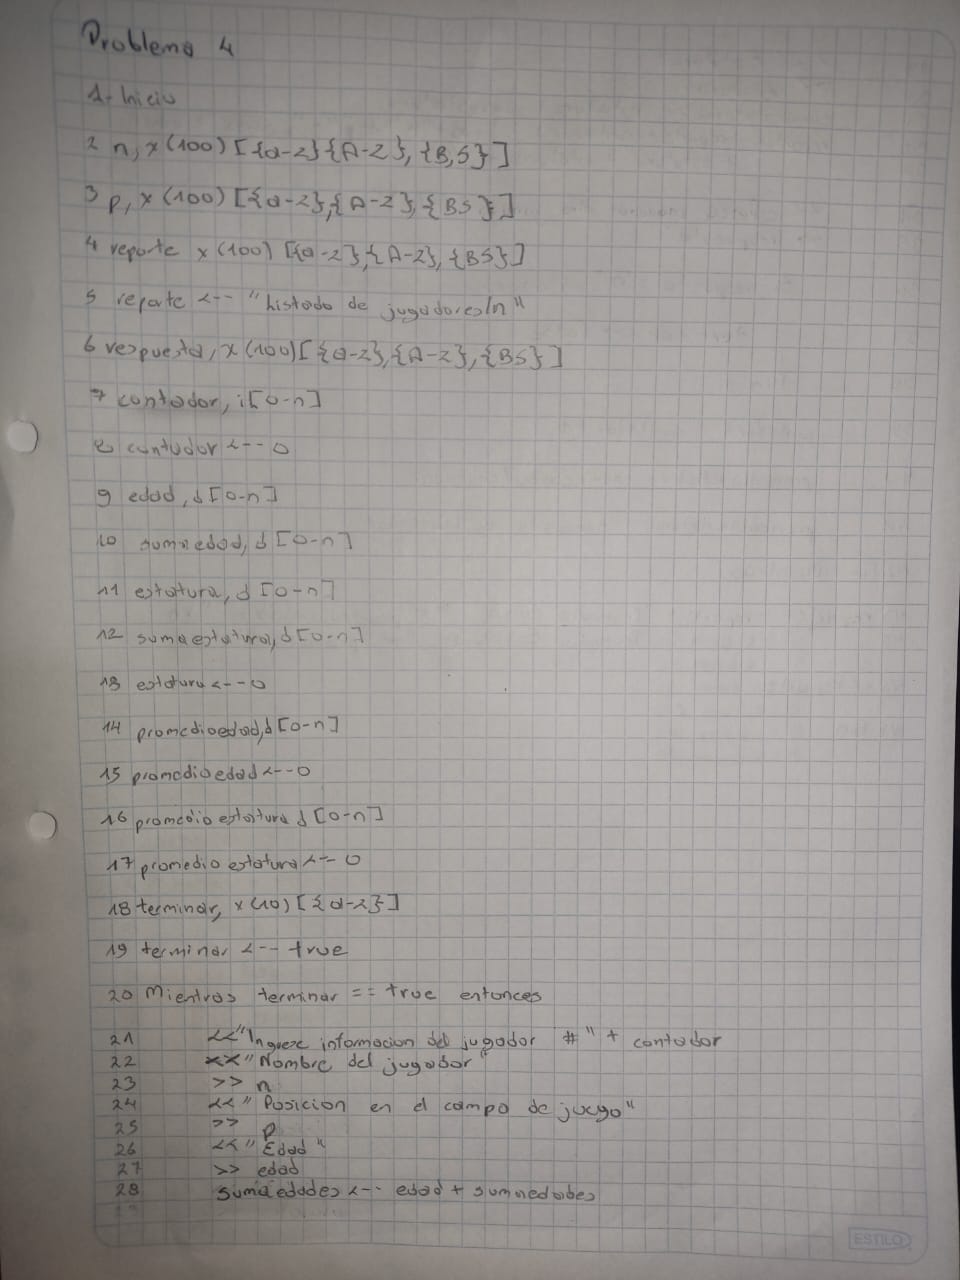 Problema 4
1- Inicio
2 n, x(100) [{a-z}{A-Z}, {B,S}]
3 p, x (100) [{a-z},{A-Z},{BS}]
4 reporte x(100) [{a-z},{A-Z}, {BS}]
5 reporte <-- "Listado de jugadores/n"
6 respuesta, x(100)[{a-z},{A-Z},{BS}]
7 contador, i[0-n]
8 contador <-- 0
9 edad, d[0-n]
10 sumaedad, d[0-n]
11 estatura, d [0-n]
12 sumaestatura, d[0-n]
13 estatura <-- 0
14 promedioedad, d[0-n]
15 promedioedad <-- 0
16 promedio estatura d [0-n]
17 promedio estatura <-- 0
18 terminar, x(10) [{a-z}]
19 terminar <-- true
20 Mientras terminar == true entonces
21 <<"Ingrese informacion del jugador #" + contador
22 <<"Nombre del jugador"
23 >> n
24 <<" Posicion en el campo de juego"
25 >> p
26 <<" Edad"
27 >> edad
28 sumaedades <-- edad + sumaedades
ESTILO